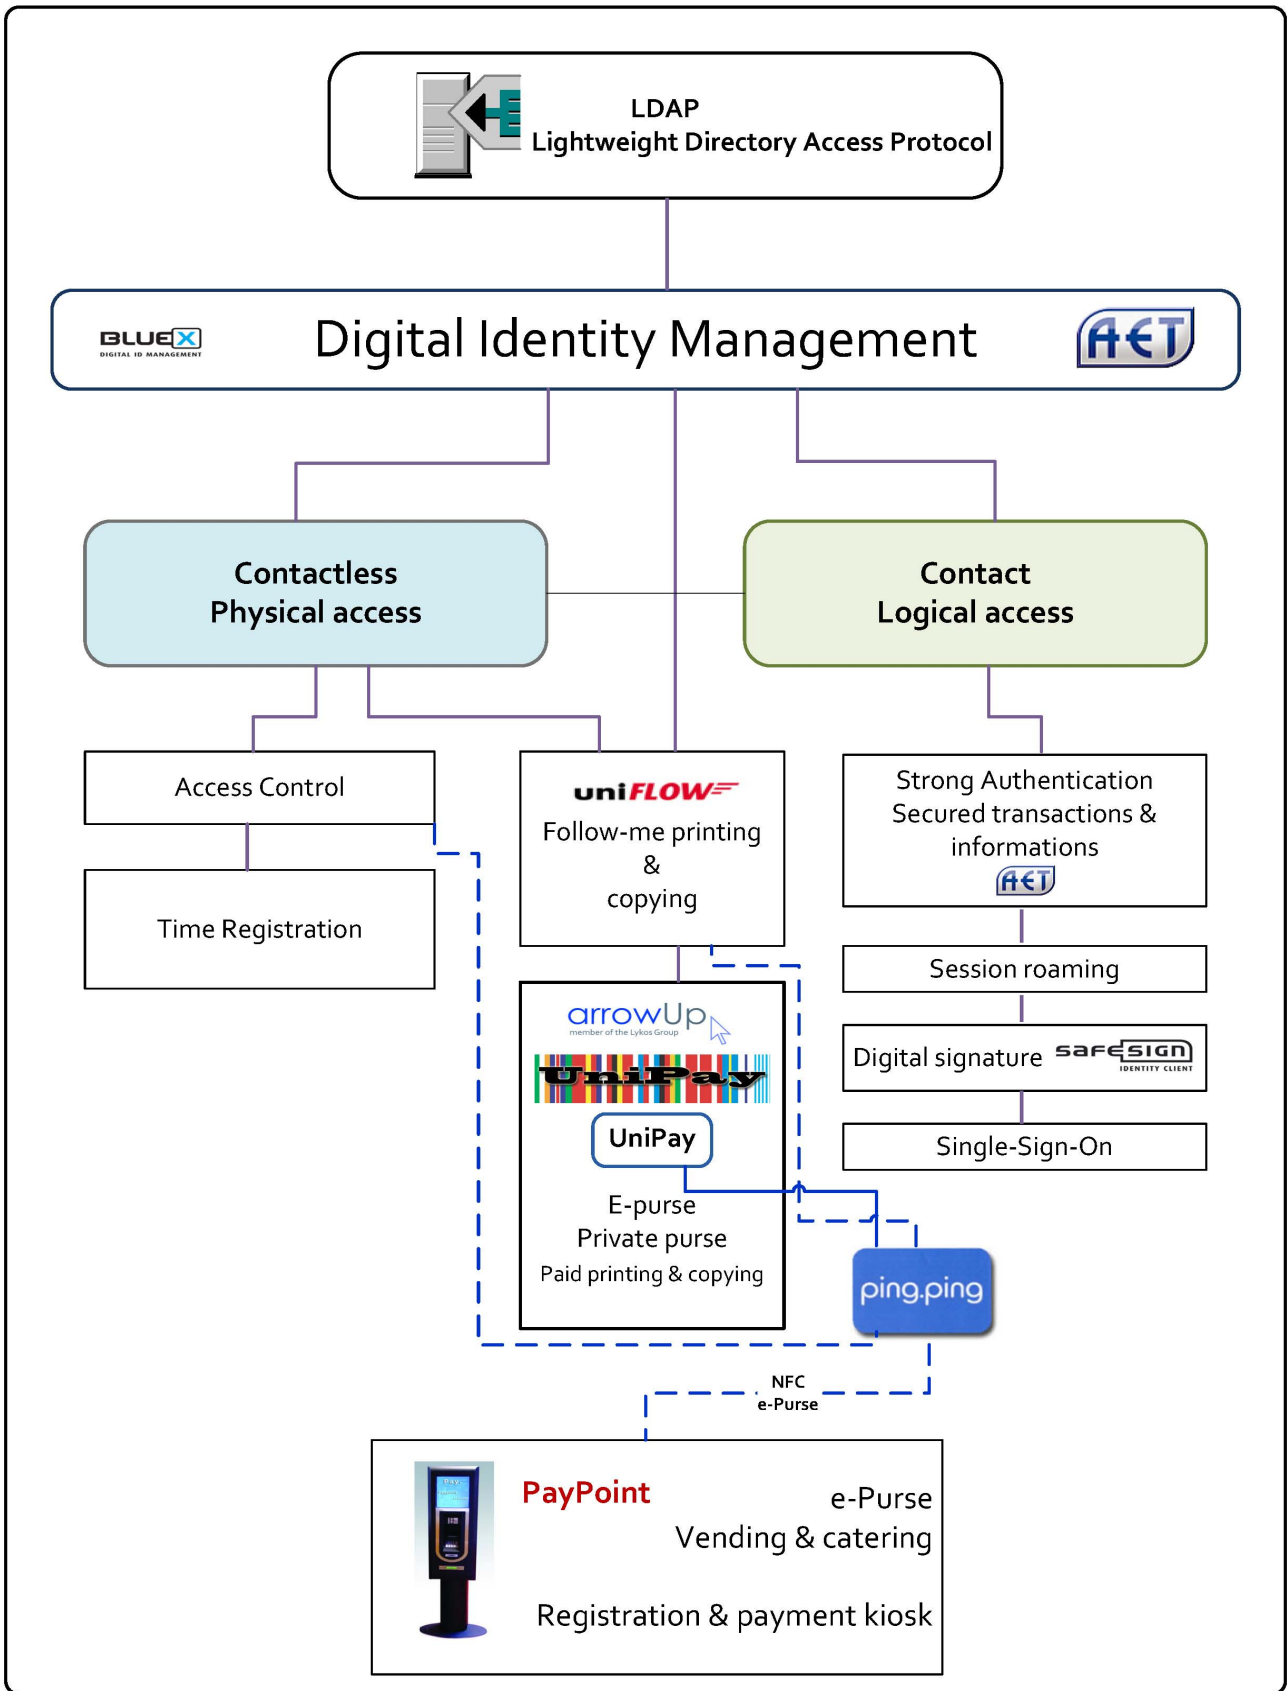 LDAP
Lightweight Directory Access Protocol
BLUEX
DIGITAL ID MANAGEMENT
Digital Identity Management
AET
Contactless
Physical access
Contact
Logical access
Access Control
Time Registration
uniFLOW
Follow-me printing
&
copying
Strong Authentication
Secured transactions &
informations
AET
Session roaming
Digital signature
SAFESIGN
IDENTITY CLIENT
Single-Sign-On
arrowUp
member of the Lykos Group
UniPay
UniPay
E-purse
Private purse
Paid printing & copying
ping.ping
NFC
e-Purse
PayPoint
e-Purse
Vending & catering
Registration & payment kiosk